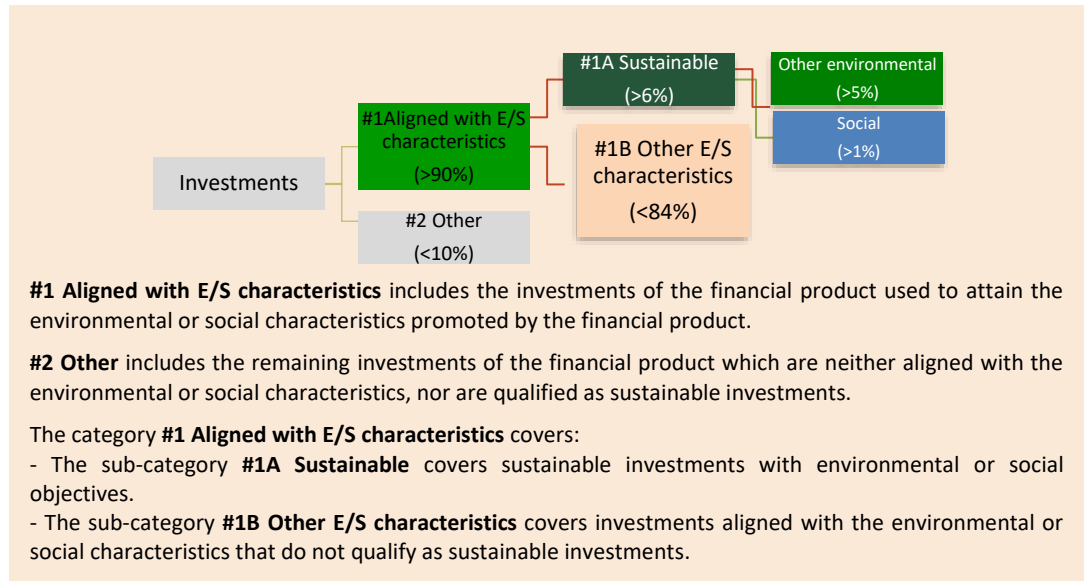 #1A Sustainable
(>6%)
Other environmental
(>5%)
Social
(>1%)
#1Aligned with E/S
characteristics
(>90%)
#1B Other E/S
characteristics
(<84%)
Investments
#2 Other
(<10%)
#1 Aligned with E/S characteristics includes the investments of the financial product used to attain the
environmental or social characteristics promoted by the financial product.
#2 Other includes the remaining investments of the financial product which are neither aligned with the
environmental or social characteristics, nor are qualified as sustainable investments.
The category #1 Aligned with E/S characteristics covers:
- The sub-category #1A Sustainable covers sustainable investments with environmental or social
objectives.
- The sub-category #1B Other E/S characteristics covers investments aligned with the environmental or
social characteristics that do not qualify as sustainable investments.